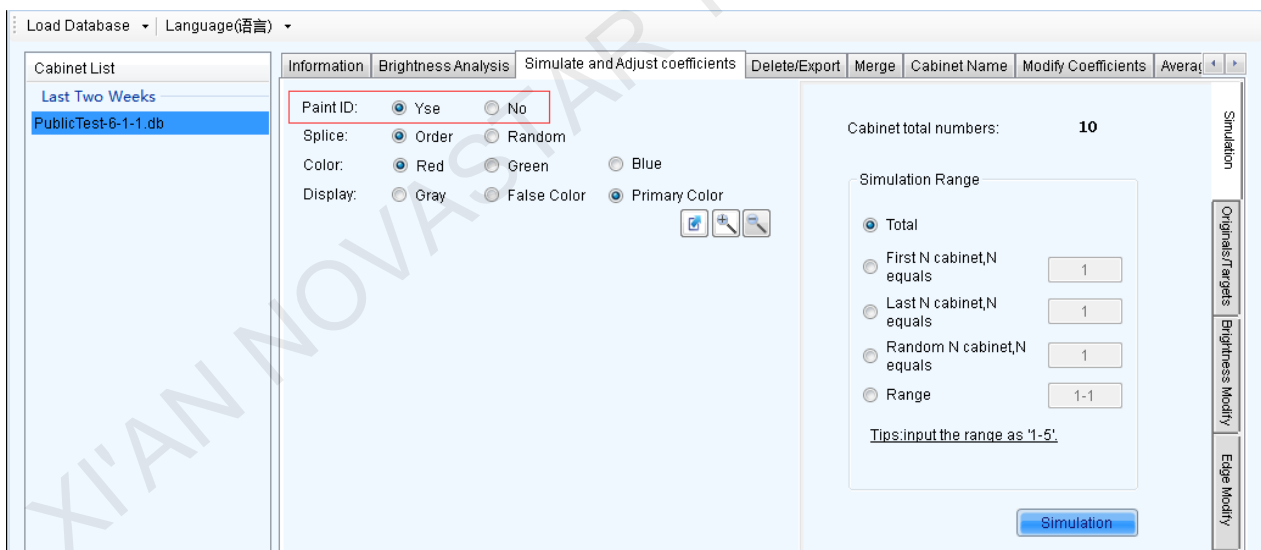 Load Database Language(语言)
Cabinet List
Last Two Weeks
PublicTest-6-1-1.db
Information Brightness Analysis Simulate and Adjust coefficients Delete/Export Merge Cabinet Name Modify Coefficients Averag
Paint ID: Yse No
Splice: Order Random
Color: Red Green Blue
Display: Gray False Color Primary Color
Cabinet total numbers: 10
Simulation Range
Total
First N cabinet,N
equals 1
Last N cabinet,N
equals 1
Random N cabinet,N
equals 1
Range 1-1
Tips:input the range as '1-5'.
Simulation
Simulation
Originals/Targets
Brightness Modify
Edge Modify
XI'AN NOVASTAR